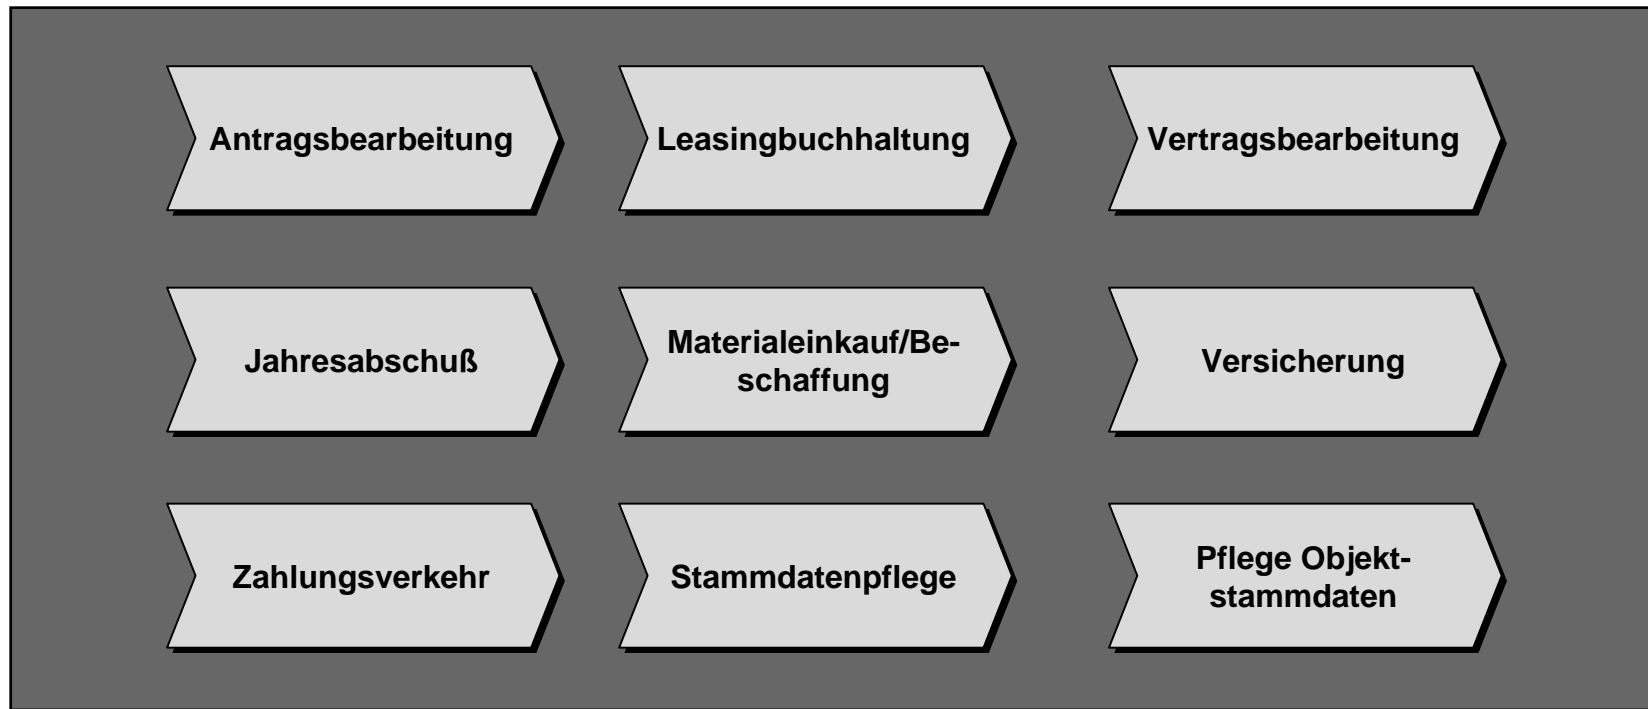 Antragsbearbeitung
Leasingbuchhaltung
Vertragsbearbeitung
Jahresabschuß
Materialeinkauf/Be-
schaffung
Versicherung
Zahlungsverkehr
Stammdatenpflege
Pflege Objekt-
stammdaten